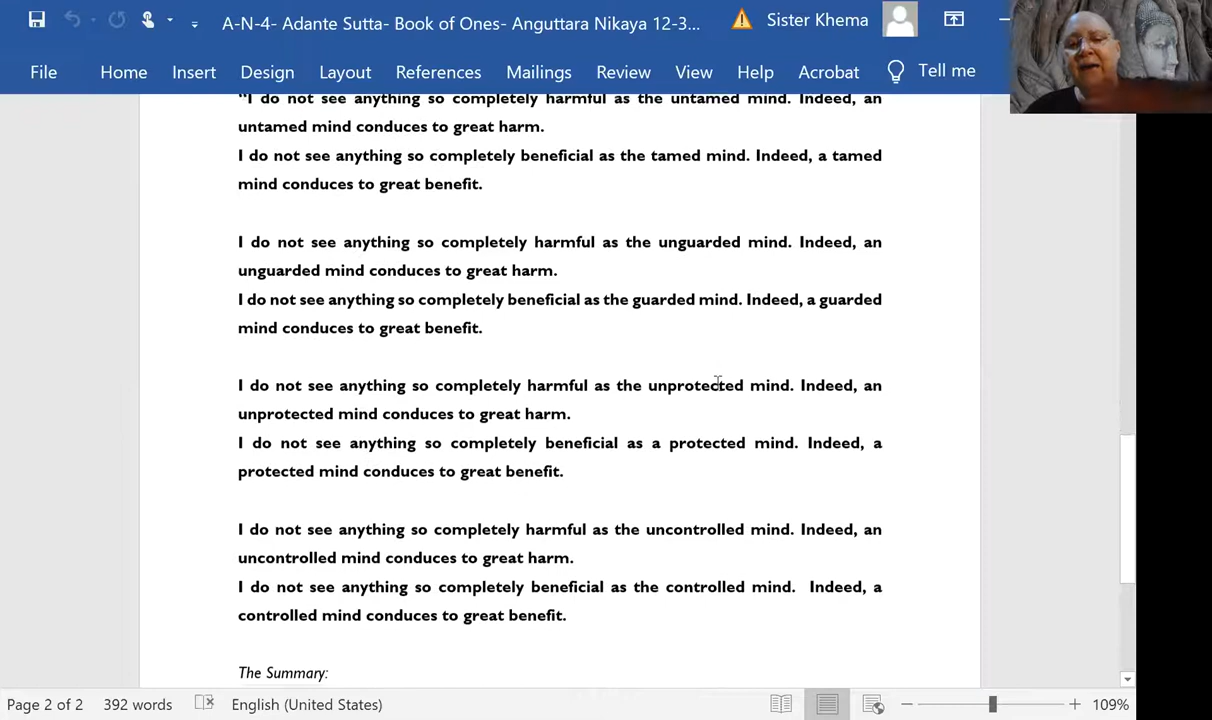 A-N-4- Adante Sutta- Book of Ones- Anguttara Nikaya 12-3...
Sister Khema
File Home Insert Design Layout References Mailings Review View Help Acrobat Tell me
“I do not see anything so completely harmful as the untamed mind. Indeed, an
untamed mind conduces to great harm.
I do not see anything so completely beneficial as the tamed mind. Indeed, a tamed
mind conduces to great benefit.
I do not see anything so completely harmful as the unguarded mind. Indeed, an
unguarded mind conduces to great harm.
I do not see anything so completely beneficial as the guarded mind. Indeed, a guarded
mind conduces to great benefit.
I do not see anything so completely harmful as the unprotected mind. Indeed, an
unprotected mind conduces to great harm.
I do not see anything so completely beneficial as a protected mind. Indeed, a
protected mind conduces to great benefit.
I do not see anything so completely harmful as the uncontrolled mind. Indeed, an
uncontrolled mind conduces to great harm.
I do not see anything so completely beneficial as the controlled mind. Indeed, a
controlled mind conduces to great benefit.
The Summary:
Page 2 of 2 392 words English (United States) 109%